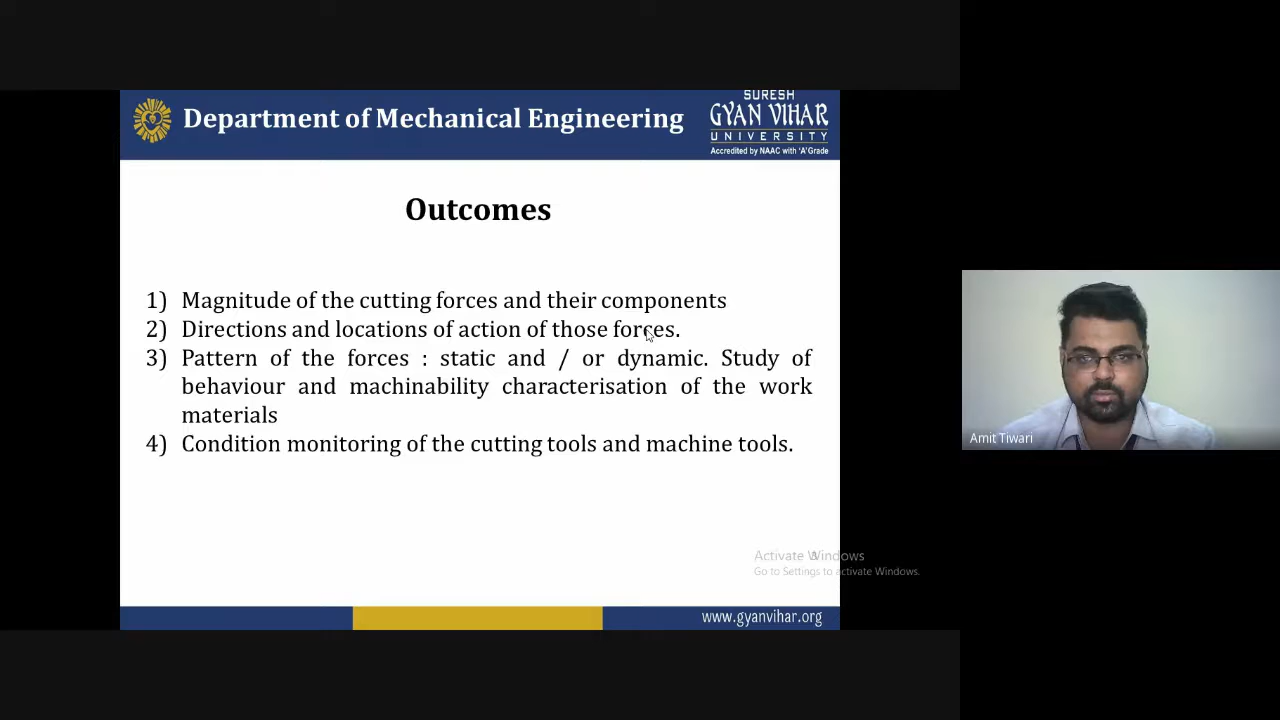 Department of Mechanical Engineering
SURESH
GYAN VIHAR
UNIVERSITY
Accredited by NAAC with 'A' Grade
Outcomes
1) Magnitude of the cutting forces and their components
2) Directions and locations of action of those forces.
3) Pattern of the forces : static and / or dynamic. Study of
behaviour and machinability characterisation of the work
materials
4) Condition monitoring of the cutting tools and machine tools.
Amit Tiwari
Activate Windows
Go to Settings to activate Windows.
www.gyanvihar.org